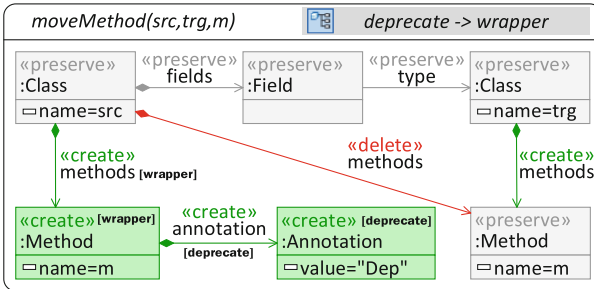 moveMethod(src,trg,m)
deprecate -> wrapper
«preserve»
:Class
name=src
«preserve»
fields
«preserve»
:Field
«preserve»
type
«preserve»
:Class
name=trg
«delete»
methods
«create»
methods [wrapper]
«create»
methods
«create» [wrapper]
:Method
name=m
«create»
annotation
[deprecate]
«create» [deprecate]
:Annotation
value="Dep"
«preserve»
:Method
name=m